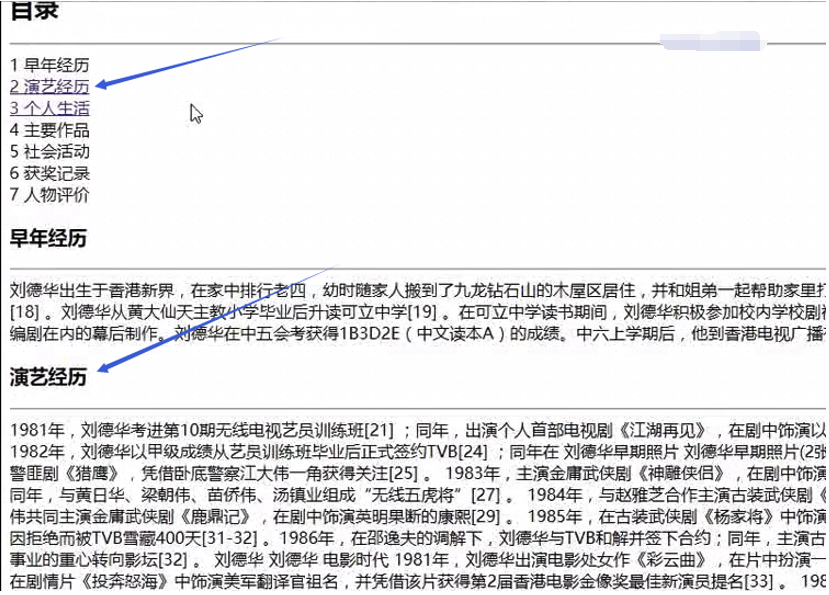 目录
1 早年经历
2 演艺经历
3 个人生活
4 主要作品
5 社会活动
6 获奖记录
7 人物评价
早年经历
刘德华出生于香港新界，在家中排行老四，幼时随家人搬到了九龙钻石山的木屋区居住，并和姐弟一起帮助家里打
[18] 。刘德华从黄大仙天主教小学毕业后升读可立中学[19] 。在可立中学读书期间，刘德华积极参加校内学校剧社
编剧在内的幕后制作。刘德华在中五会考获得1B3D2E（中文读本A）的成绩。中六上学期后，他到香港电视广播
演艺经历
1981年，刘德华考进第10期无线电视艺员训练班[21] ；同年，出演个人首部电视剧《江湖再见》，在剧中饰演以
1982年，刘德华以甲级成绩从艺员训练班毕业后正式签约TVB[24] ；同年在 刘德华早期照片 刘德华早期照片(2张
警匪剧《猎鹰》，凭借卧底警察江大伟一角获得关注[25] 。 1983年，主演金庸武侠剧《神雕侠侣》，在剧中饰演
同年，与黄日华、梁朝伟、苗侨伟、汤镇业组成“无线五虎将”[27] 。 1984年，与赵雅芝合作主演古装武侠剧《
伟共同主演金庸武侠剧《鹿鼎记》，在剧中饰演英明果断的康熙[29] 。 1985年，在古装武侠剧《杨家将》中饰演
因拒绝而被TVB雪藏400天[31-32] 。 1986年，在邵逸夫的调解下，刘德华与TVB和解并签下合约；同年，主演古
事业的重心转向影坛[32] 。 刘德华 刘德华 电影时代 1981年，刘德华出演电影处女作《彩云曲》，在片中扮演一
在剧情片《投奔怒海》中饰演美军翻译官祖名，并凭借该片获得第2届香港电影金像奖最佳新演员提名[33] 。 198